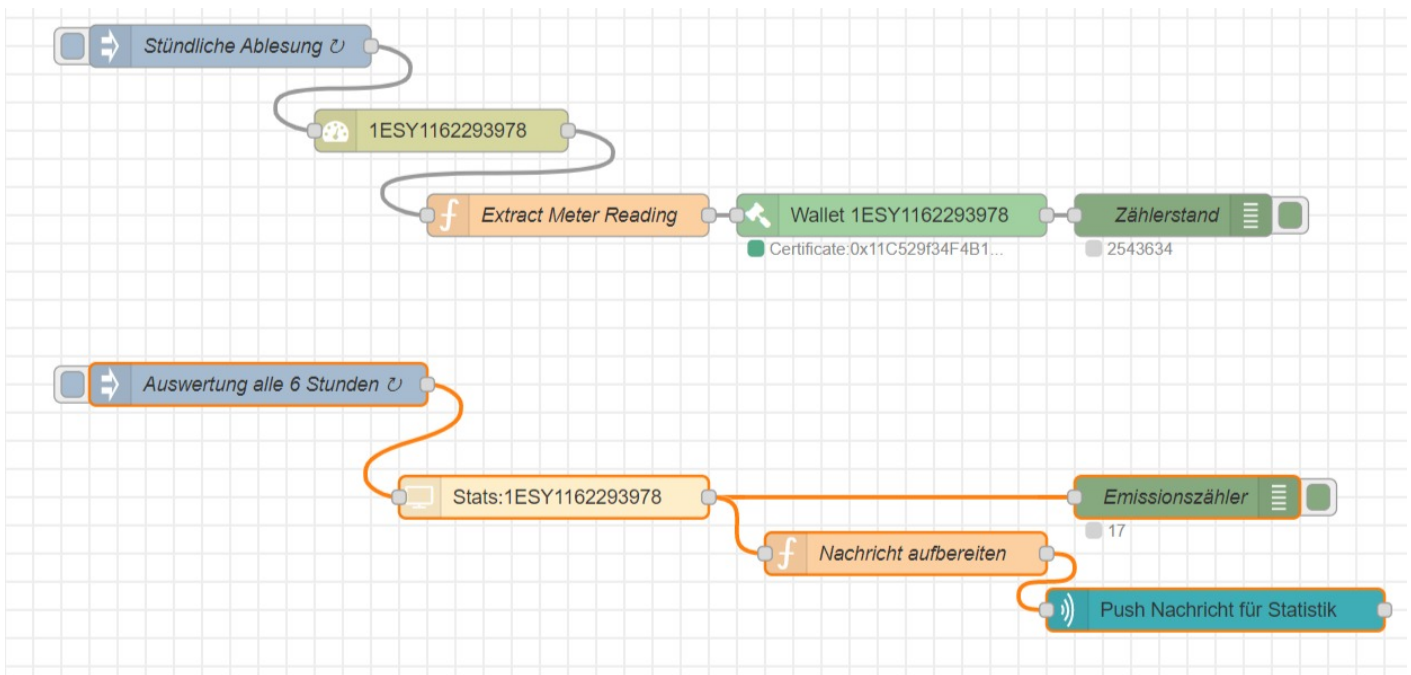 Stündliche Ablesung ↻
1ESY1162293978
Extract Meter Reading
Wallet 1ESY1162293978
Zählerstand
Certificate:0x11C529f34F4B1...
2543634
Auswertung alle 6 Stunden ↻
Stats:1ESY1162293978
Emissionszähler
17
Nachricht aufbereiten
Push Nachricht für Statistik